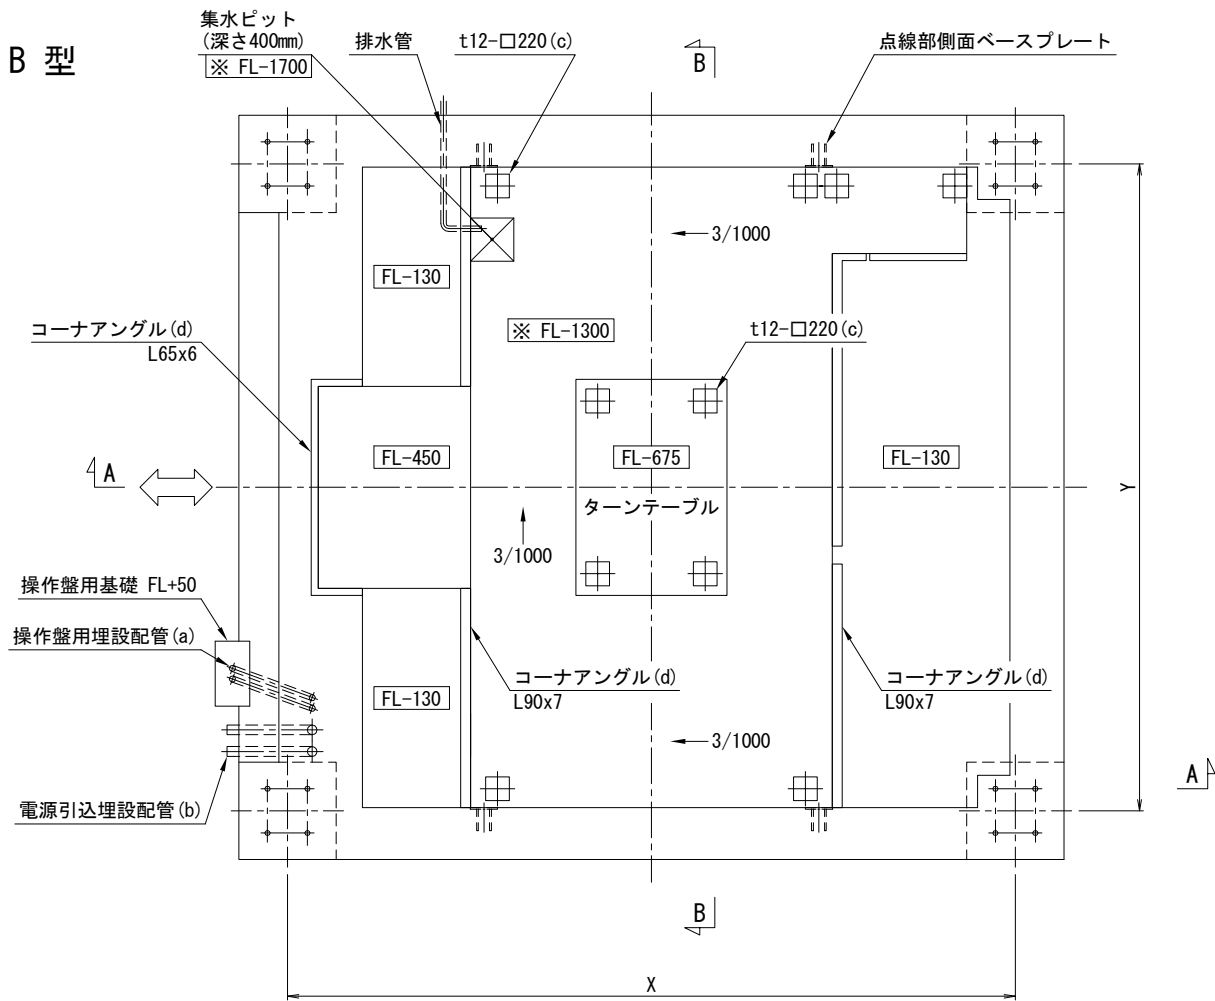 B 型
集水ピット
(深さ400mm)
※ FL-1700
排水管
t12-□220(c)
B
点線部側面ベースプレート
3/1000
FL-130
コーナアングル(d)
L65x6
※ FL-1300
t12-□220(c)
A
FL-450
FL-675
FL-130
ターンテーブル
Y
3/1000
操作盤用基礎 FL+50
操作盤用埋設配管(a)
FL-130
コーナアングル(d)
L90x7
コーナアングル(d)
L90x7
3/1000
A
電源引込埋設配管(b)
B
X